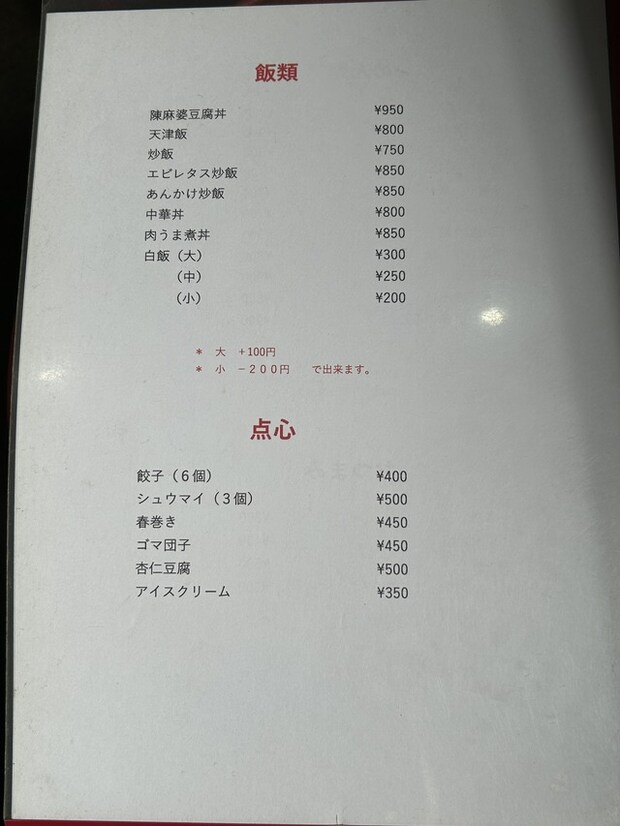 飯類
陳麻婆豆腐丼 ¥950
天津飯 ¥800
炒飯 ¥750
エビレタス炒飯 ¥850
あんかけ炒飯 ¥850
中華丼 ¥800
肉うま煮丼 ¥850
白飯（大） ¥300
（中） ¥250
（小） ¥200
＊ 大 +100円
＊ 小 −２００円 で出来ます。
点心
餃子（６個） ¥400
シュウマイ（３個） ¥500
春巻き ¥450
ゴマ団子 ¥450
杏仁豆腐 ¥500
アイスクリーム ¥350